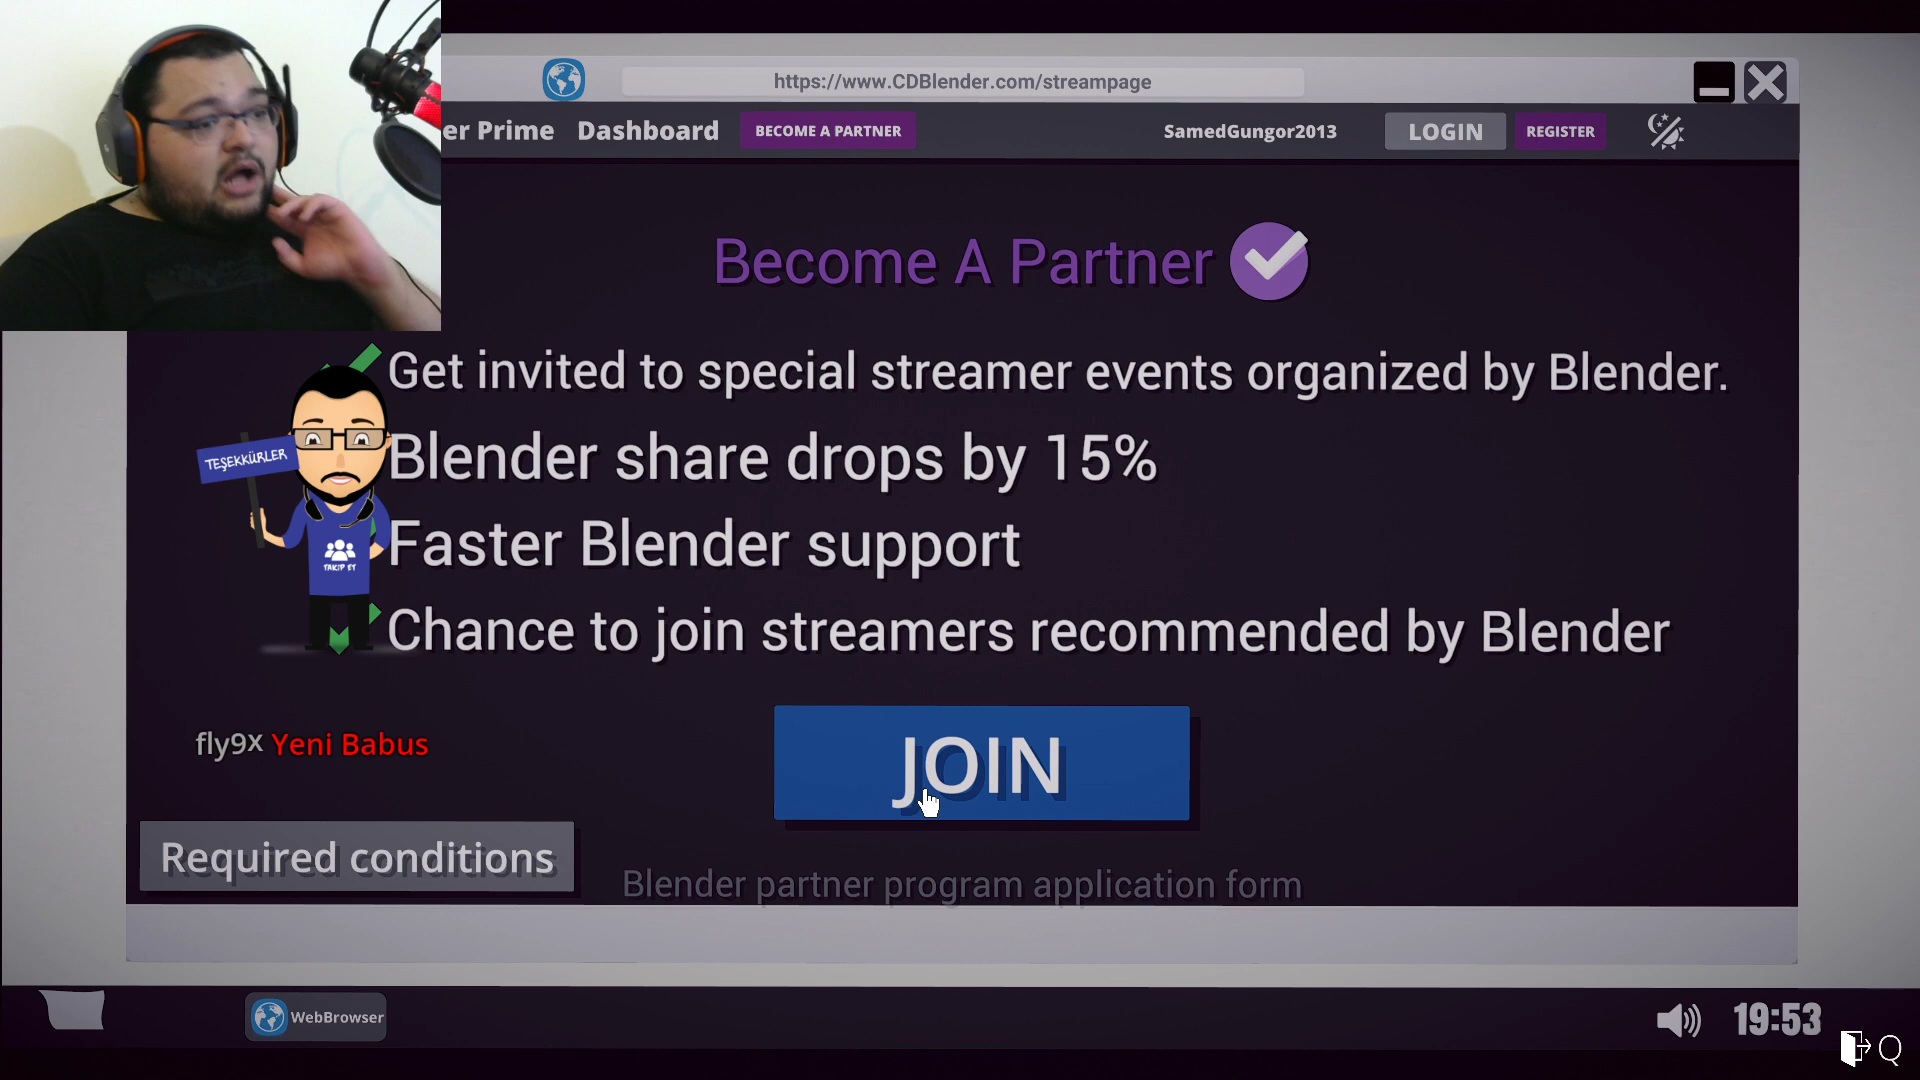 https://www.CDBlender.com/streampage
er Prime Dashboard BECOME A PARTNER SamedGungor2013 LOGIN REGISTER
Become A Partner
Get invited to special streamer events organized by Blender.
TEŞEKKÜRLER
Blender share drops by 15%
Faster Blender support
TAKİP ET
Chance to join streamers recommended by Blender
fly9x Yeni Babus
JOIN
Required conditions
Blender partner program application form
WebBrowser
19:53
Q